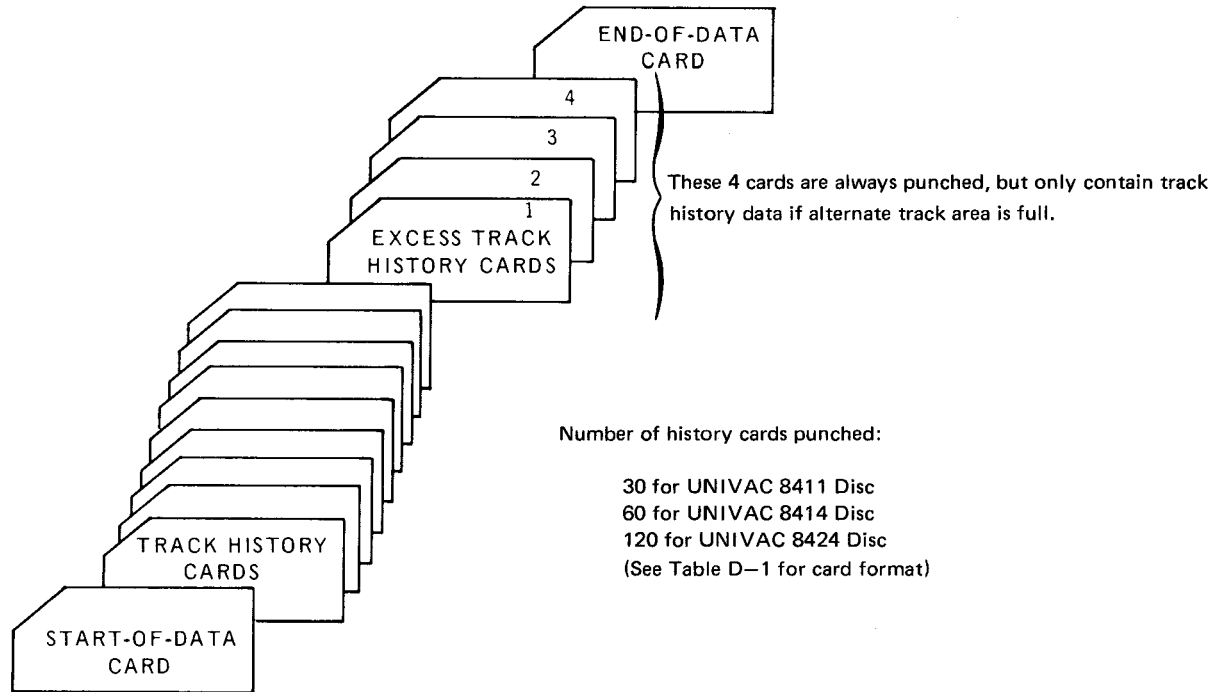 END-OF-DATA
CARD
4
3
2
1
EXCESS TRACK
HISTORY CARDS
These 4 cards are always punched, but only contain track
history data if alternate track area is full.
Number of history cards punched:
30 for UNIVAC 8411 Disc
60 for UNIVAC 8414 Disc
120 for UNIVAC 8424 Disc
(See Table D–1 for card format)
TRACK HISTORY
CARDS
START-OF-DATA
CARD